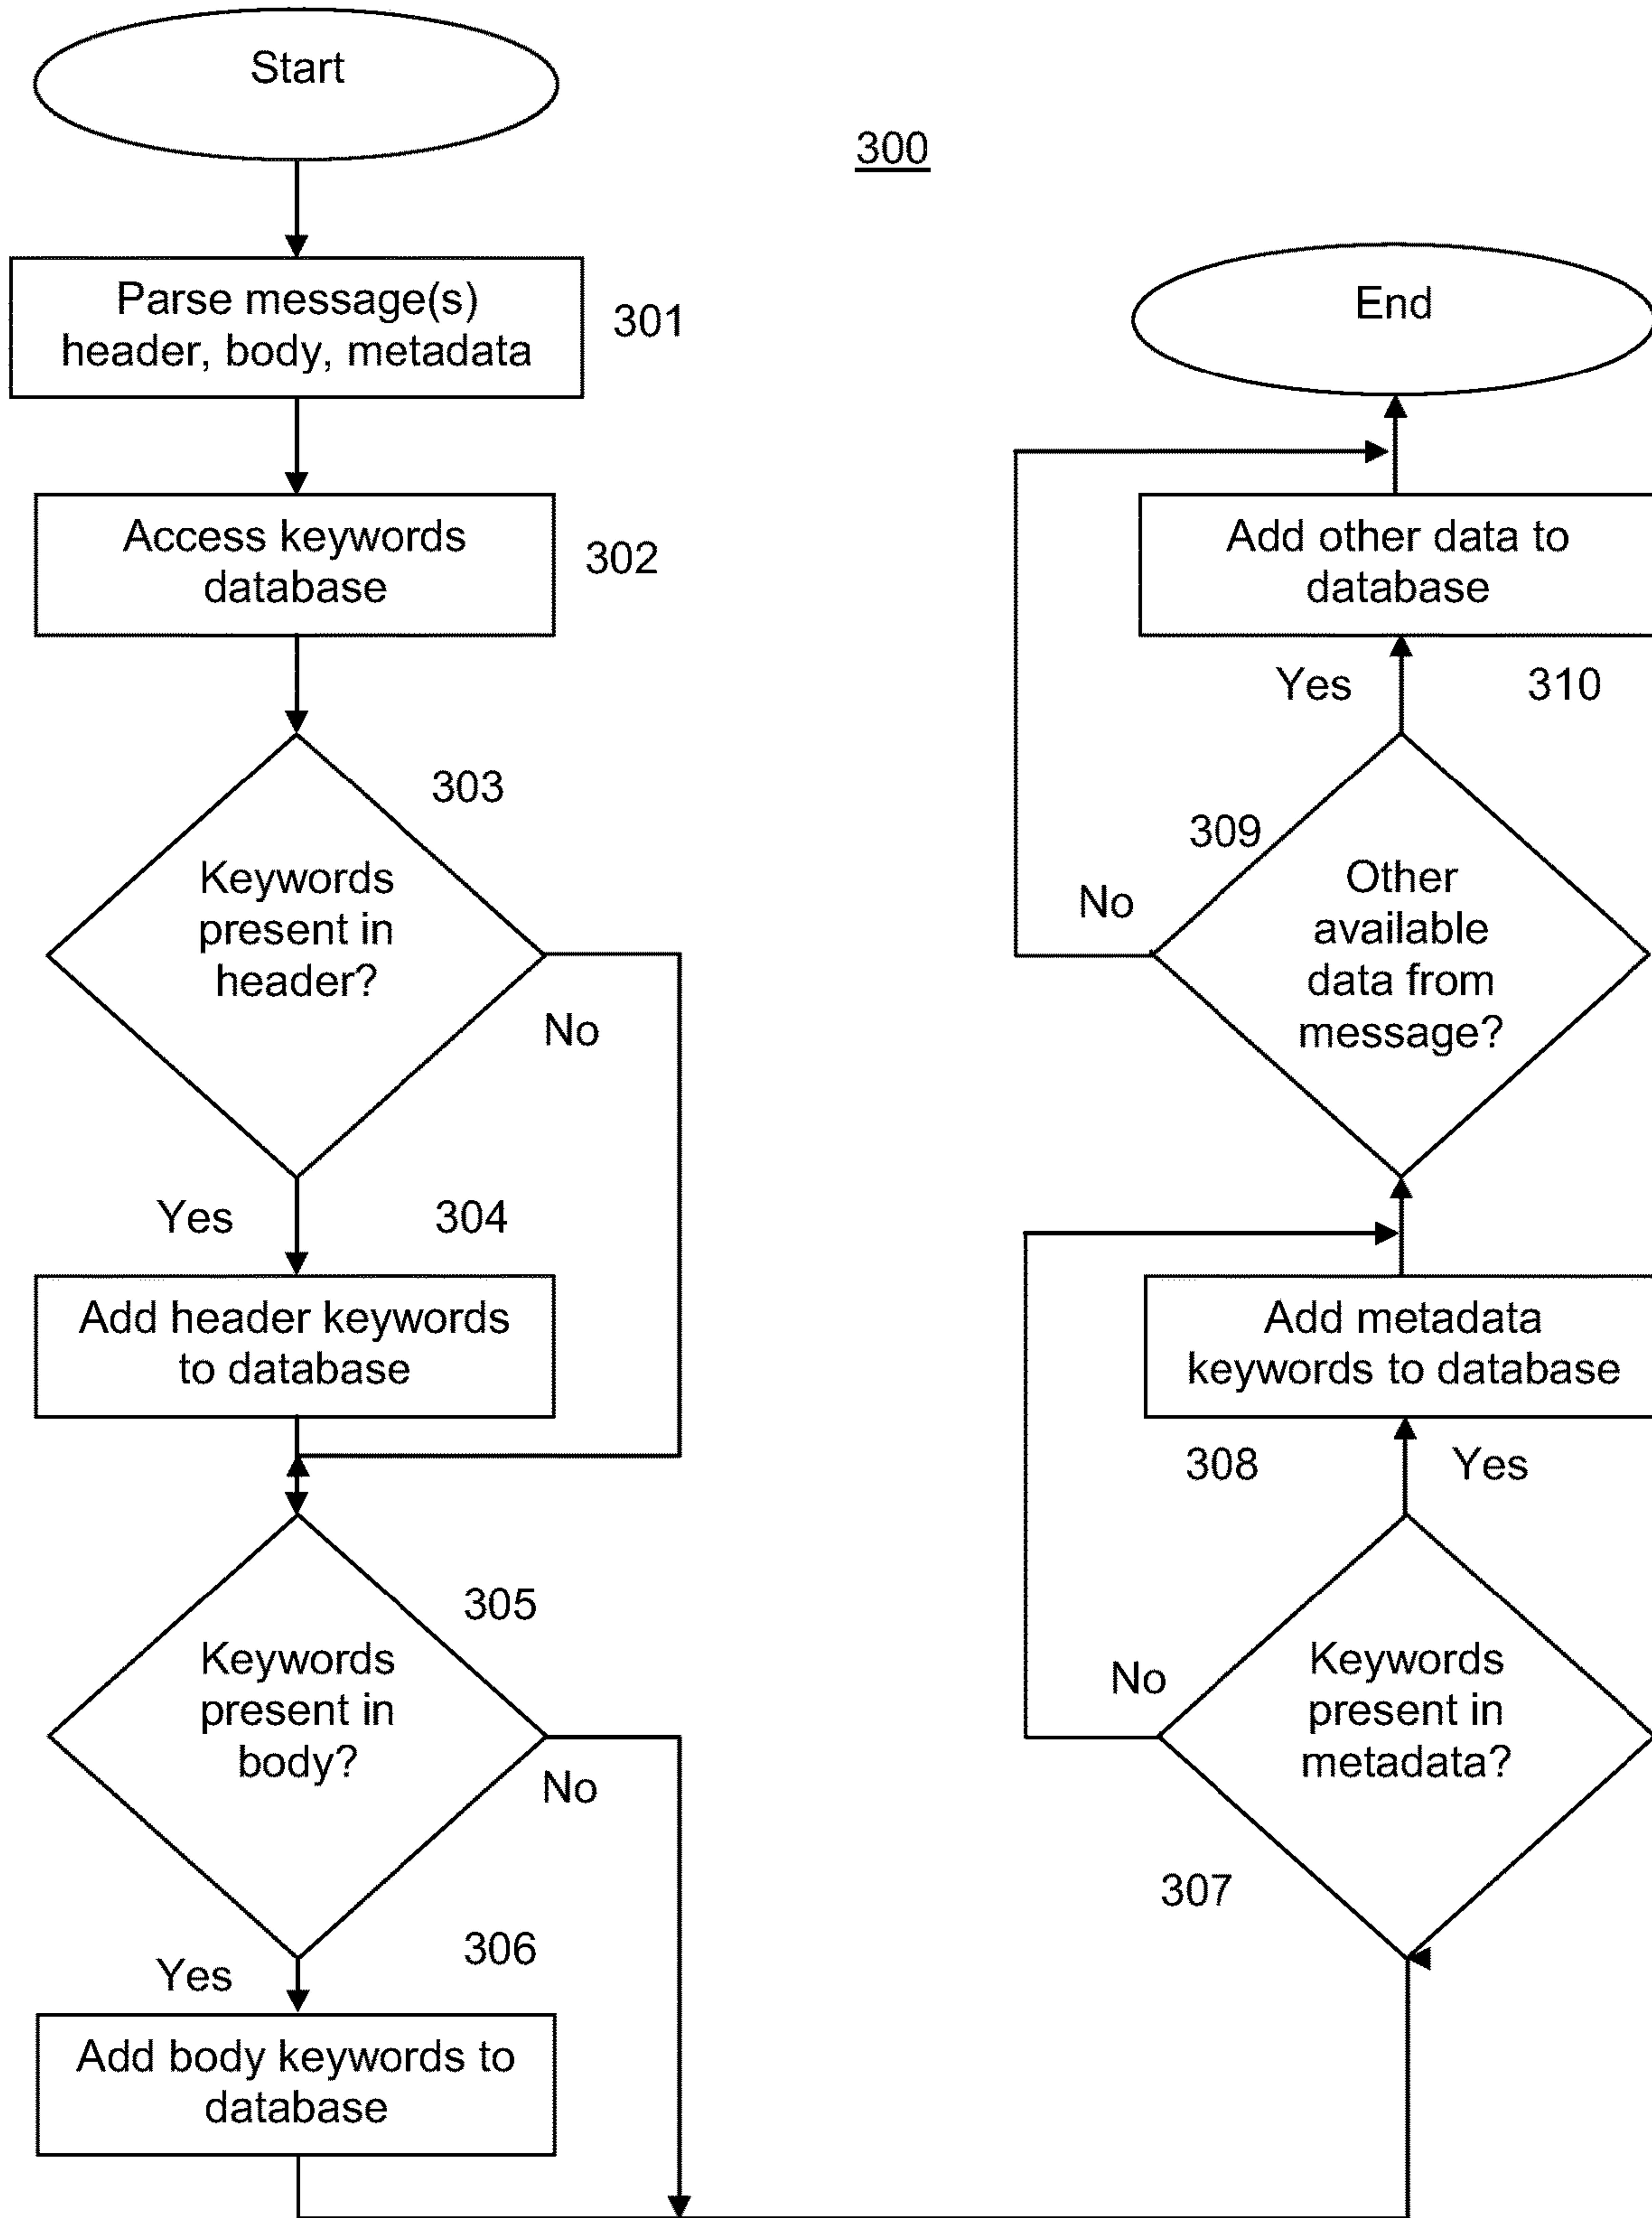 Start
300
Parse message(s)
header, body, metadata
301
Access keywords
database
302
303
Keywords
present in
header?
No
Yes
304
Add header keywords
to database
305
Keywords
present in
body?
No
306
Yes
Add body keywords to
database
307
Keywords
present in
metadata?
No
308
Yes
Add metadata
keywords to database
309
Other
available
data from
message?
No
Yes
310
Add other data to
database
End